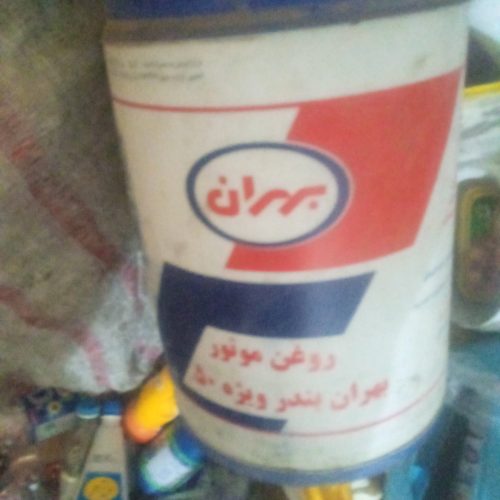 بهران
روغن موتور
بهران بندر ویژه ۵۰